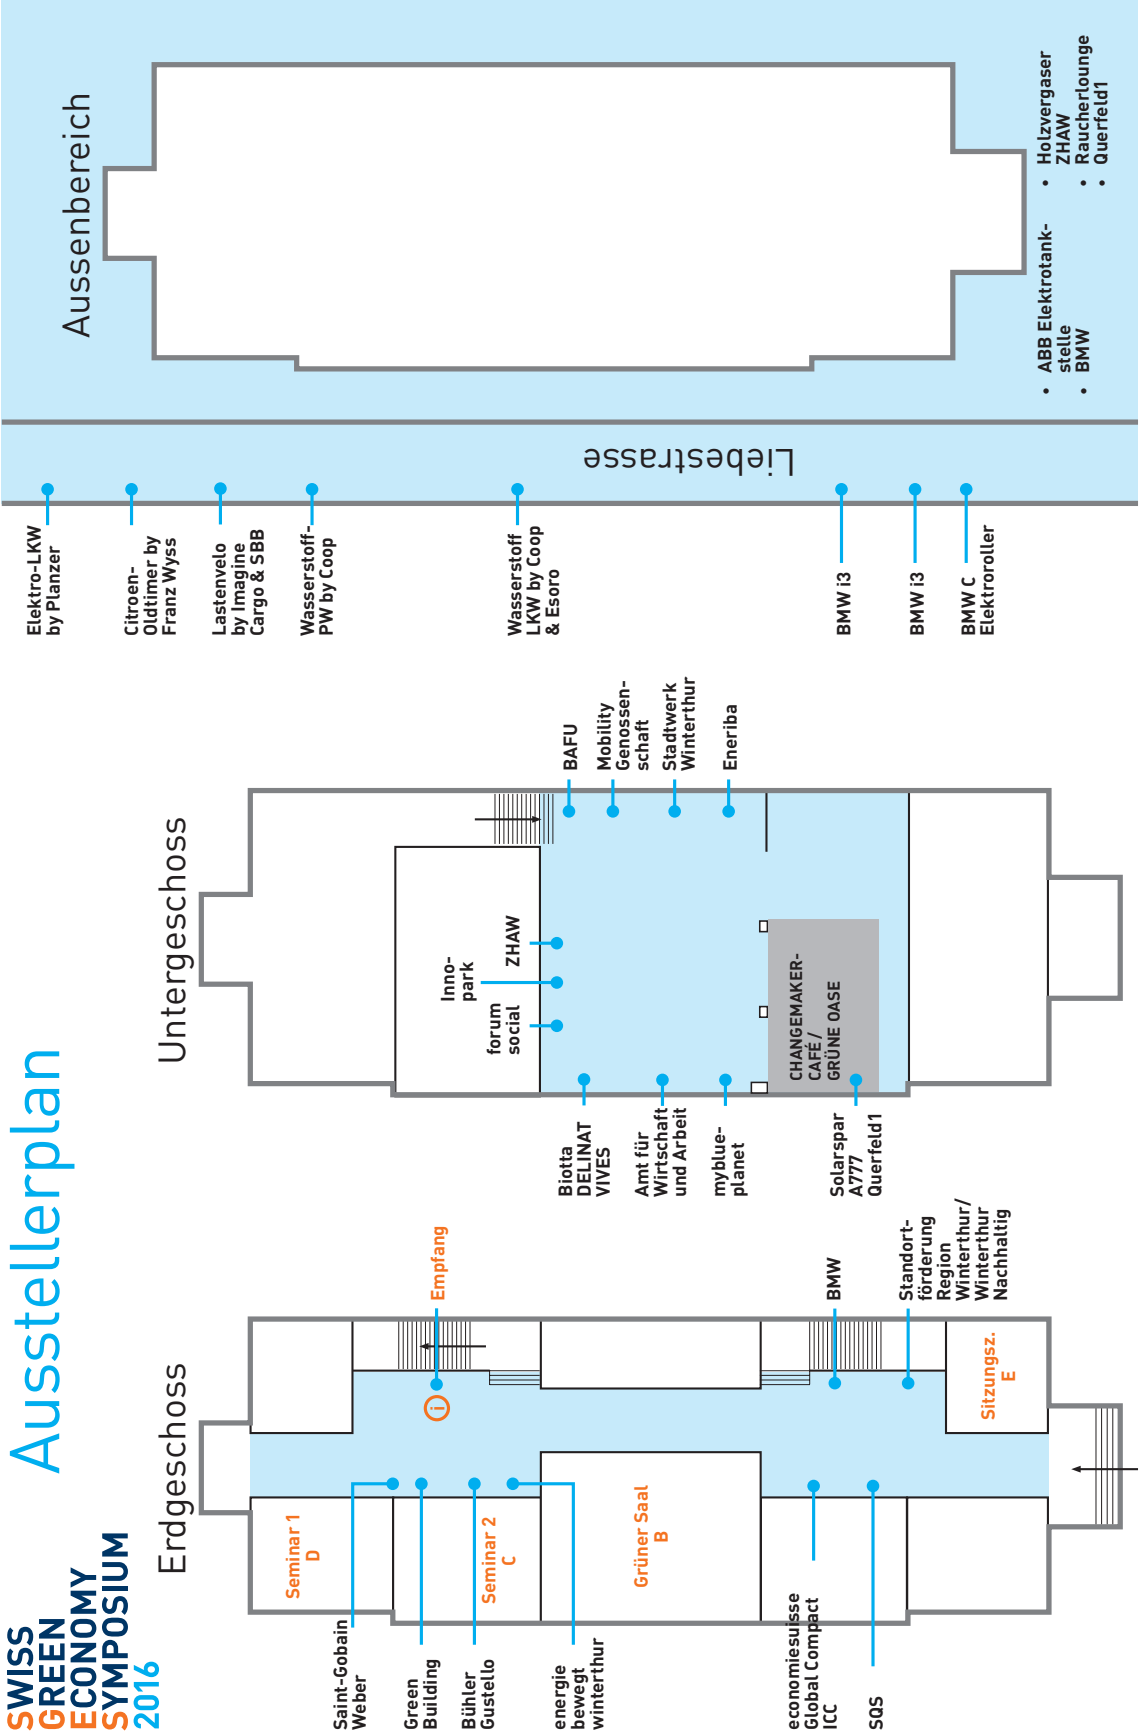 SWISS
GREEN
ECONOMY
SYMPOSIUM
2016
Ausstellerplan
Erdgeschoss
Saint-Gobain
Weber
Green
Building
Bühler
Gustello
energie
bewegt
winterthur
economiesuisse
Global Compact
ICC
SQS
Seminar 1
D
Seminar 2
C
Grüner Saal
B
Sitzungsz.
E
i
Empfang
BMW
Standort-
förderung
Region
Winterthur/
Winterthur
Nachhaltig
Untergeschoss
Biotta
DELINAT
VIVES
Amt für
Wirtschaft
und Arbeit
myblue-
planet
Solarspar
A777
Querfeld1
forum
social
Inno-
park
ZHAW
CHANGEMAKER-
CAFÉ /
GRÜNE OASE
BAFU
Mobility
Genossen-
schaft
Stadtwerk
Winterthur
Eneriba
Aussenbereich
Elektro-LKW
by Planzer
Citroen-
Oldtimer by
Franz Wyss
Lastenvelo
by Imagine
Cargo & SBB
Wasserstoff-
PW by Coop
Wasserstoff
LKW by Coop
& Esoro
BMW i3
BMW i3
BMW C
Elektroroller
Liebestrasse
• ABB Elektrotank-
stelle
• BMW
• Holzvergaser
ZHAW
• Raucherlounge
• Querfeld1